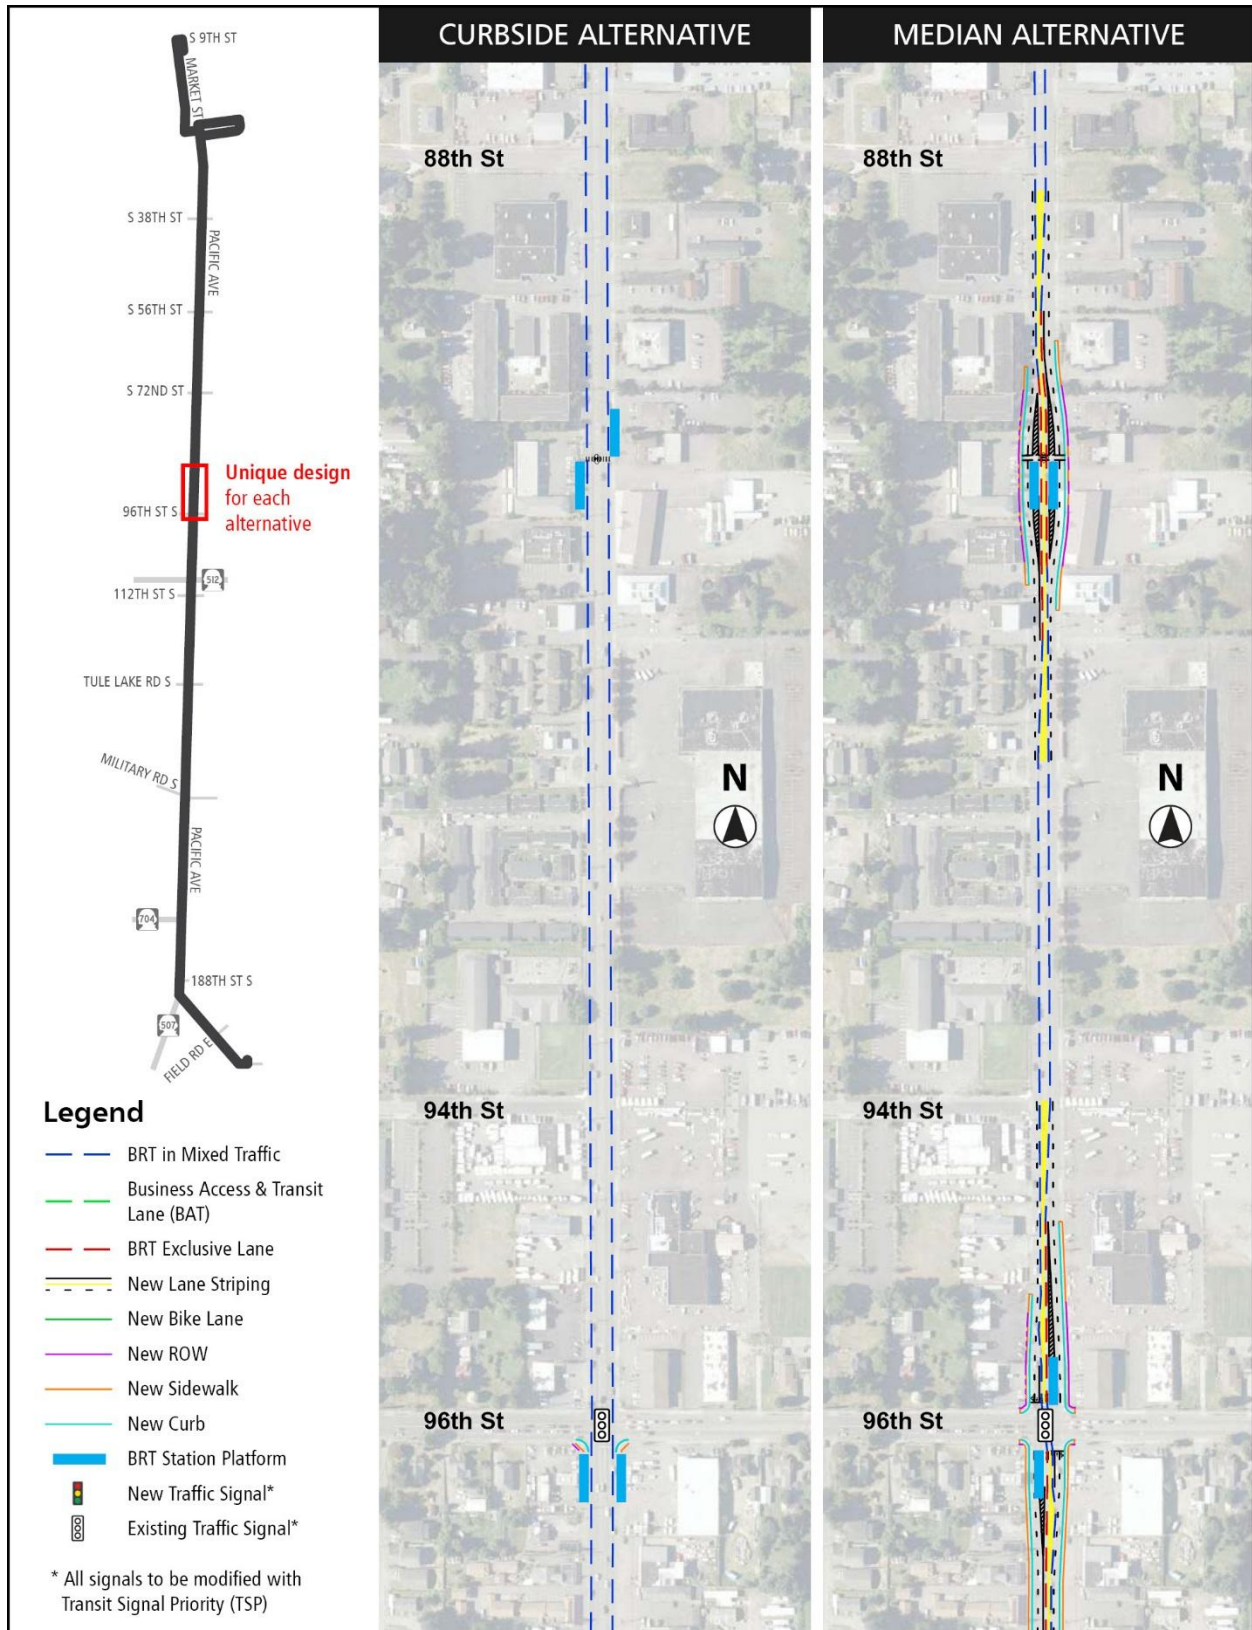 S 9TH ST
MARKET ST
S 38TH ST
PACIFIC AVE
S 56TH ST
S 72ND ST
Unique design
for each
alternative
96TH ST S
512
112TH ST S
TULE LAKE RD S
MILITARY RD S
PACIFIC AVE
704
188TH ST S
507
FIELD RD E
Legend
BRT in Mixed Traffic
Business Access & Transit
Lane (BAT)
BRT Exclusive Lane
New Lane Striping
New Bike Lane
New ROW
New Sidewalk
New Curb
BRT Station Platform
New Traffic Signal*
Existing Traffic Signal*
* All signals to be modified with
Transit Signal Priority (TSP)
CURBSIDE ALTERNATIVE
88th St
N
94th St
96th St
MEDIAN ALTERNATIVE
88th St
N
94th St
96th St